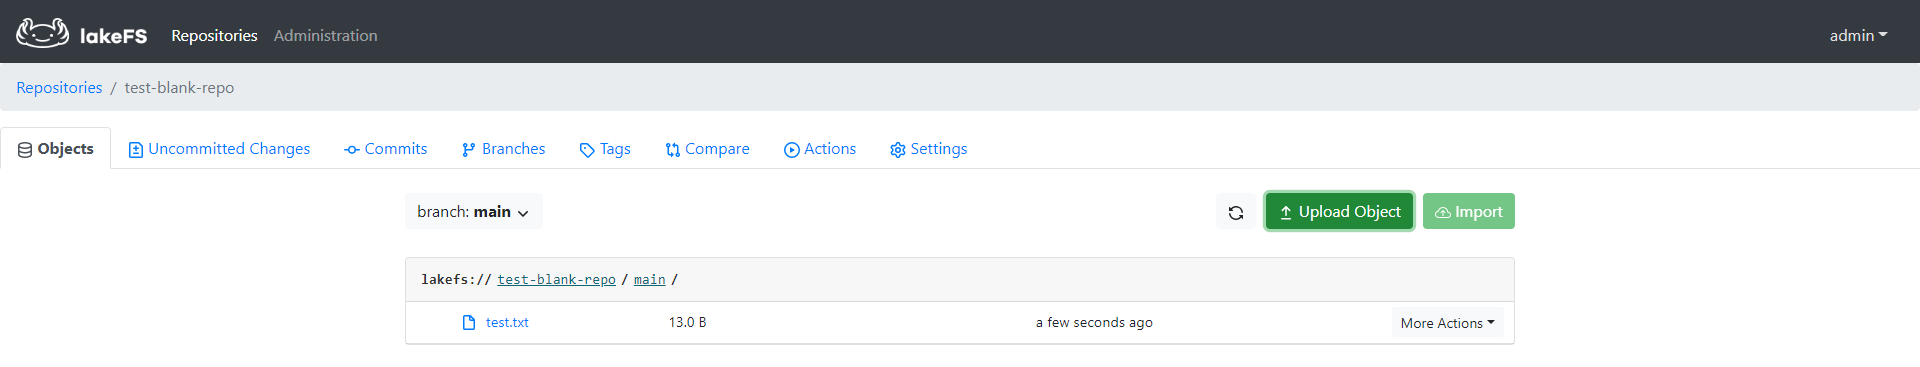 lakeFS Repositories Administration admin
Repositories / test-blank-repo
Objects Uncommitted Changes Commits Branches Tags Compare Actions Settings
branch: main Upload Object Import
lakefs:// test-blank-repo / main /
test.txt 13.0 B a few seconds ago More Actions